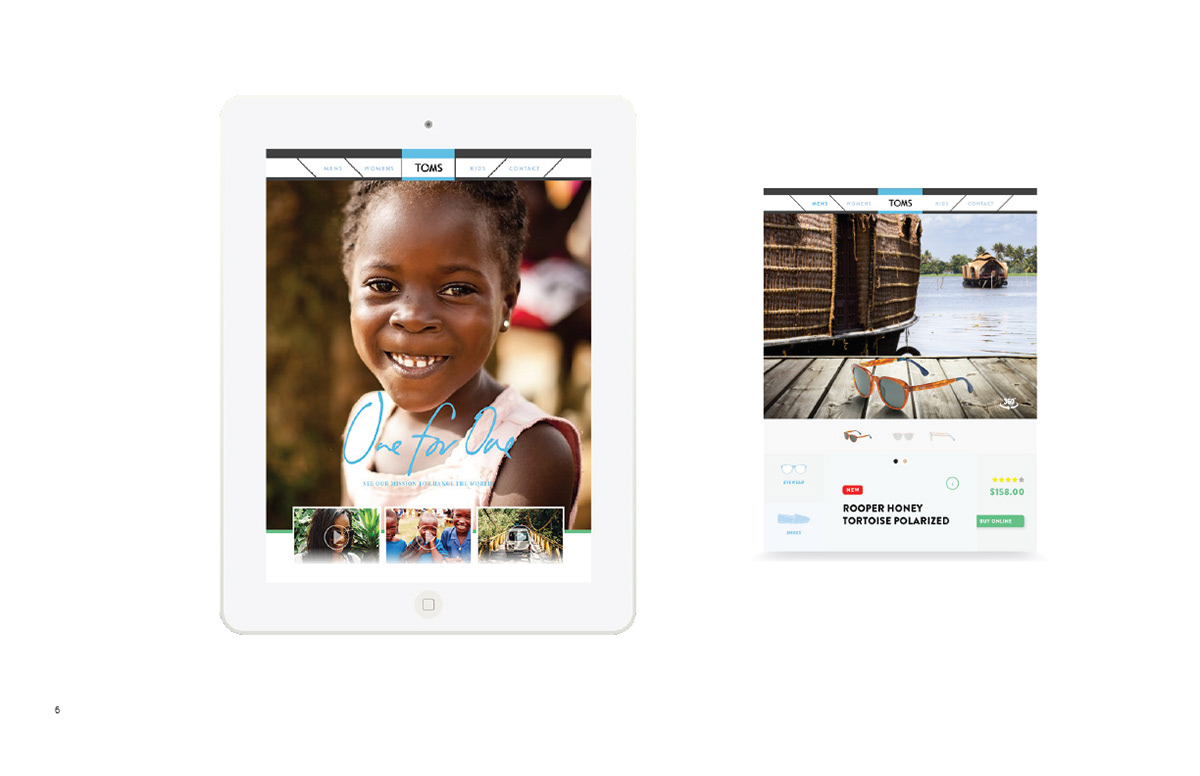 MENS WOMENS TOMS KIDS CONTACT
One for One
SEE OUR MISSION TO CHANGE THE WORLD
MENS WOMENS TOMS KIDS CONTACT
360°
EYEWEAR
NEW
i
$158.00
ROOPER HONEY
TORTOISE POLARIZED
BUY ONLINE
SHOES
6